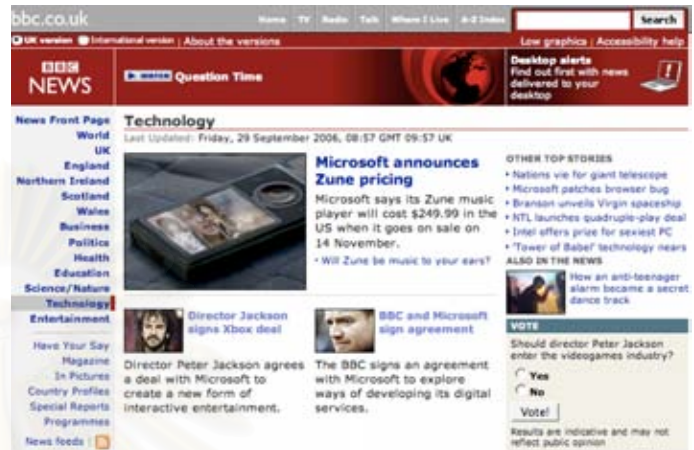 bbc.co.uk
Home TV Radio Talk Where I Live A-Z Index
Search
UK version International version | About the versions
Low graphics | Accessibility help
BBC
NEWS
WATCH Question Time
Desktop alerts
Find out first with news
delivered to your
desktop
News Front Page
World
UK
England
Northern Ireland
Scotland
Wales
Business
Politics
Health
Education
Science/Nature
Technology
Entertainment
Have Your Say
Magazine
In Pictures
Country Profiles
Special Reports
Programmes
News feeds |
Technology
Last Updated: Friday, 29 September 2006, 08:57 GMT 09:57 UK
Microsoft announces
Zune pricing
Microsoft says its Zune music
player will cost $249.99 in the
US when it goes on sale on
14 November.
Will Zune be music to your ears?
Director Jackson
signs Xbox deal
Director Peter Jackson agrees
a deal with Microsoft to
create a new form of
interactive entertainment.
BBC and Microsoft
sign agreement
The BBC signs an agreement
with Microsoft to explore
ways of developing its digital
services.
OTHER TOP STORIES
Nations vie for giant telescope
Microsoft patches browser bug
Branson unveils Virgin spaceship
NTL launches quadruple-play deal
Intel offers prize for sexiest PC
'Tower of Babel' technology nears
ALSO IN THE NEWS
How an anti-teenager
alarm became a secret
dance track
VOTE
Should director Peter Jackson
enter the videogames industry?
Yes
No
Vote!
Results are indicative and may not
reflect public opinion